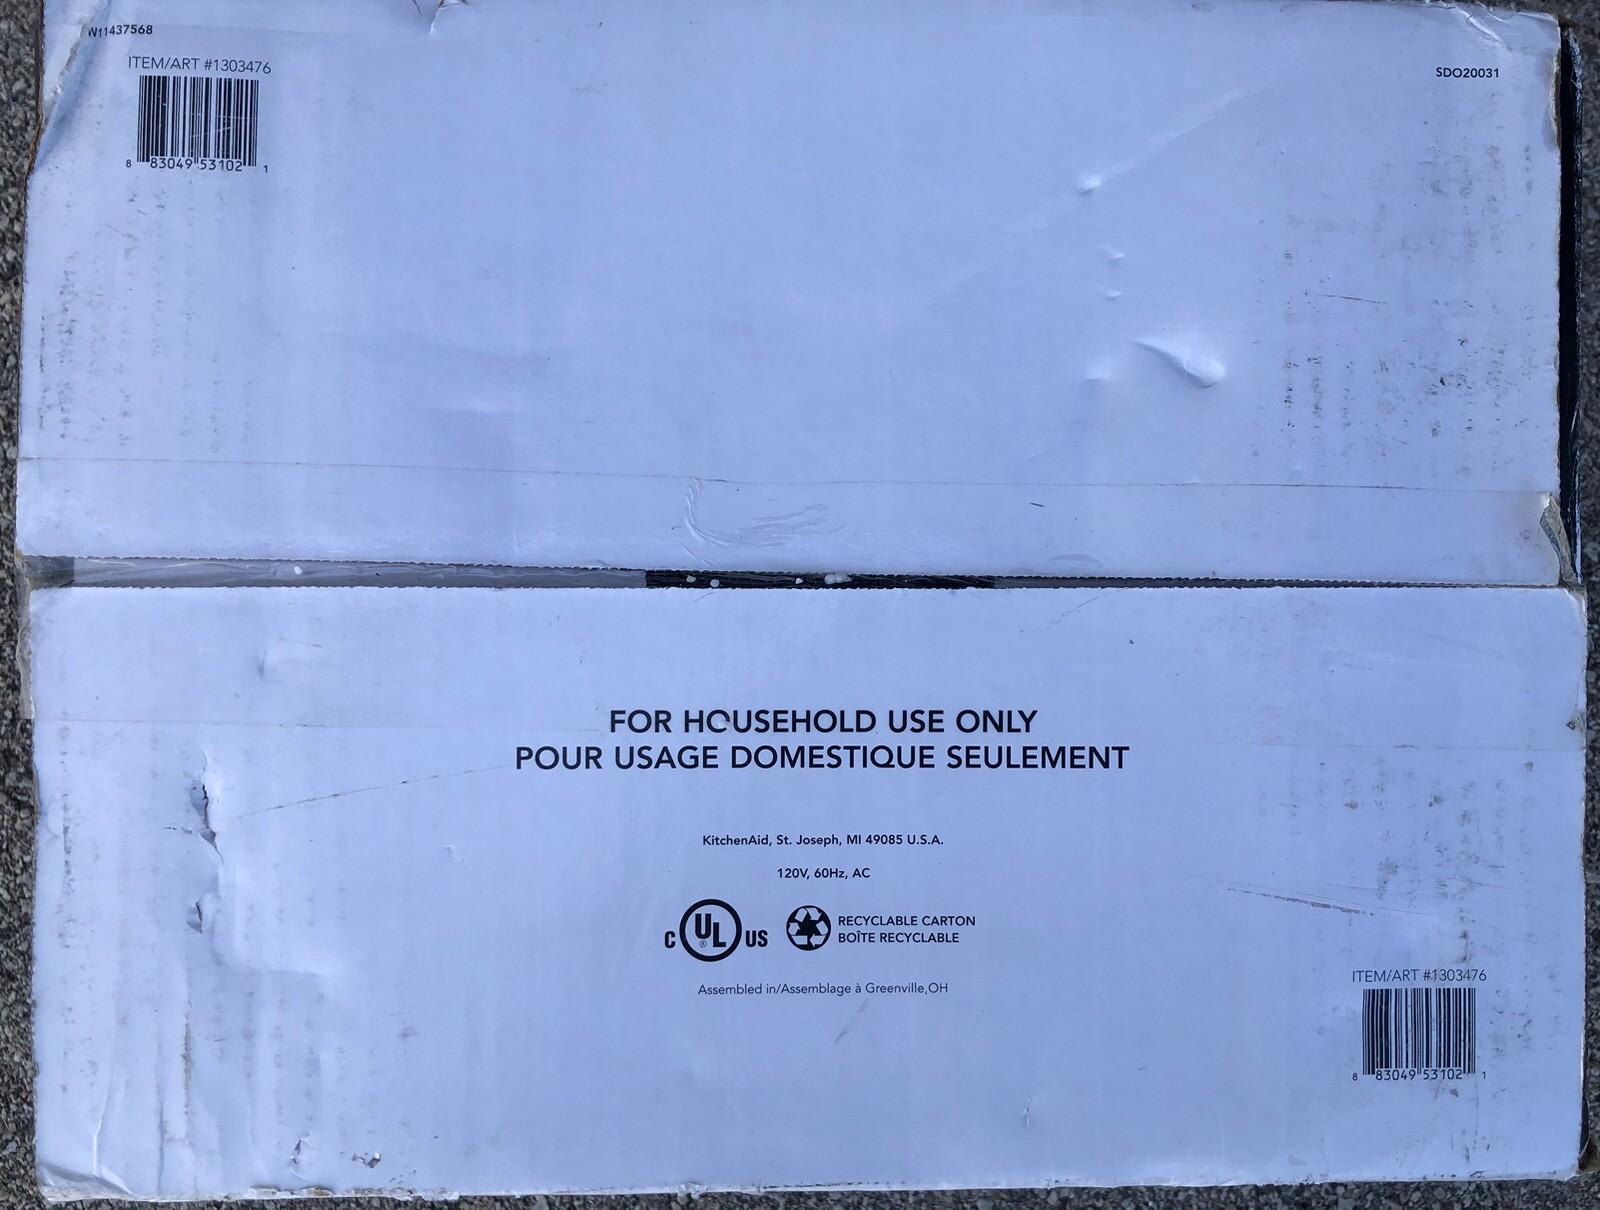 W11437568
ITEM/ART #1303476
8 83049 53102 1
SDO20031
FOR HOUSEHOLD USE ONLY
POUR USAGE DOMESTIQUE SEULEMENT
KitchenAid, St. Joseph, MI 49085 U.S.A.
120V, 60Hz, AC
C UL® US
RECYCLABLE CARTON
BOÎTE RECYCLABLE
Assembled in/Assemblage à Greenville,OH
ITEM/ART #1303476
8 83049 53102 1